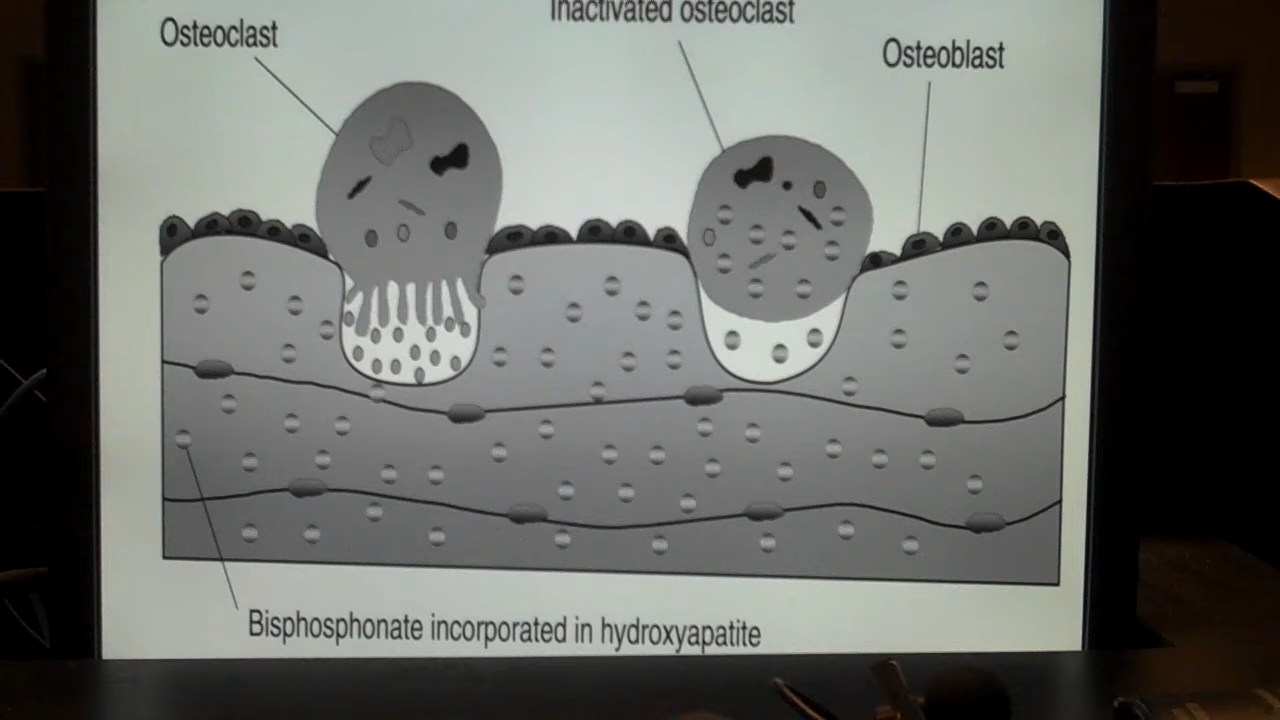 Inactivated osteoclast
Osteoclast
Osteoblast
Bisphosphonate incorporated in hydroxyapatite